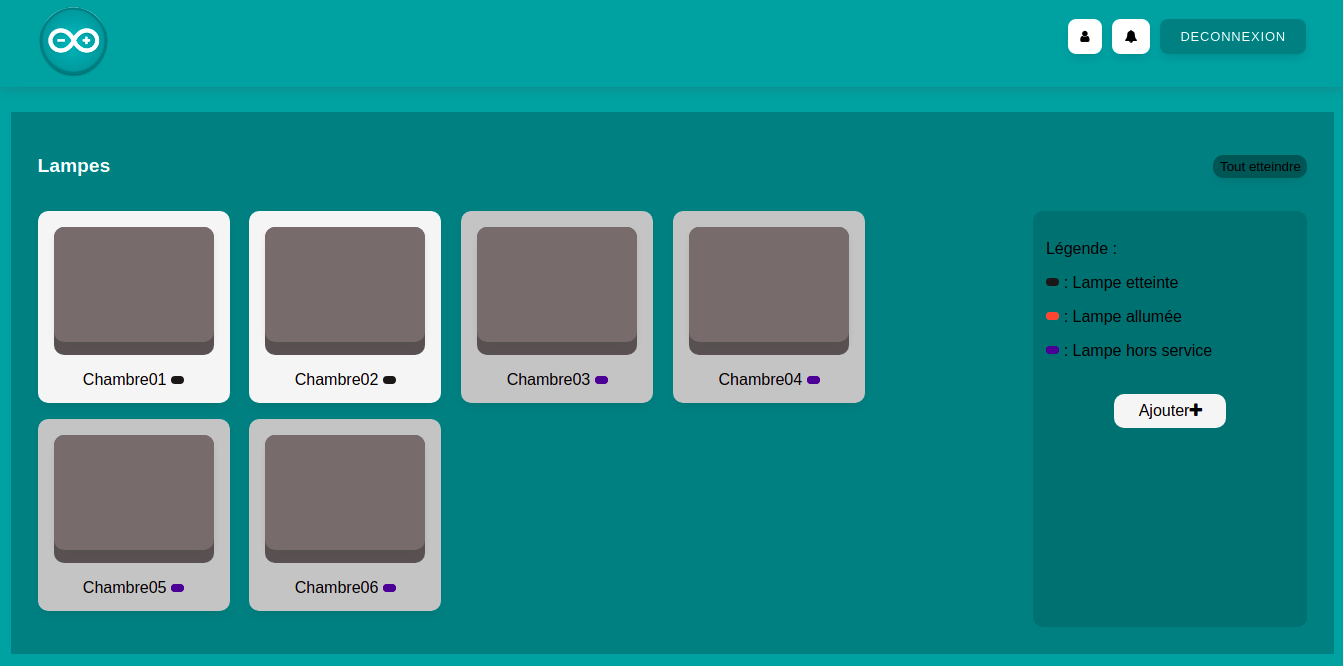 DECONNEXION
Lampes
Tout etteindre
Chambre01
Chambre02
Chambre03
Chambre04
Chambre05
Chambre06
Légende :
: Lampe etteinte
: Lampe allumée
: Lampe hors service
Ajouter+